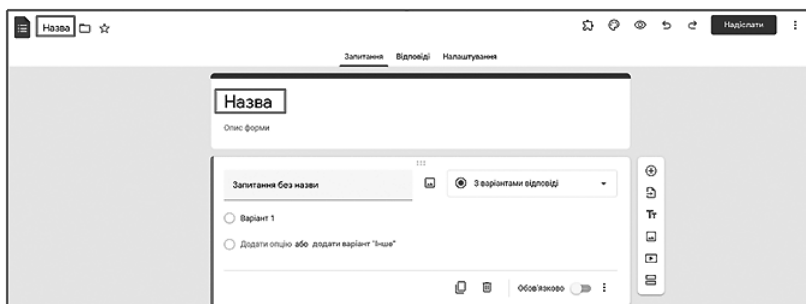 Назва
Надіслати
Запитання Відповіді Налаштування
Назва
Опис форми
Запитання без назви
З варіантами відповіді
Варіант 1
Додати опцію або додати варіант "Інше"
Обов'язково
Тт